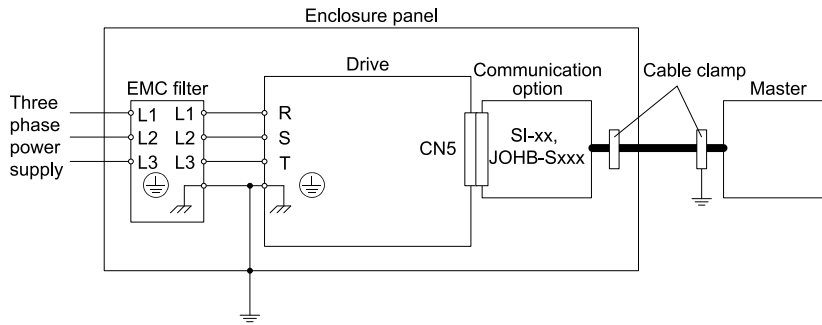 Enclosure panel
Drive
EMC filter
Communication
option
Cable clamp
Master
Three
phase
power
supply
L1 L1 R
L2 L2 S
L3 L3 T
CN5
SI-xx,
JOHB-Sxxx